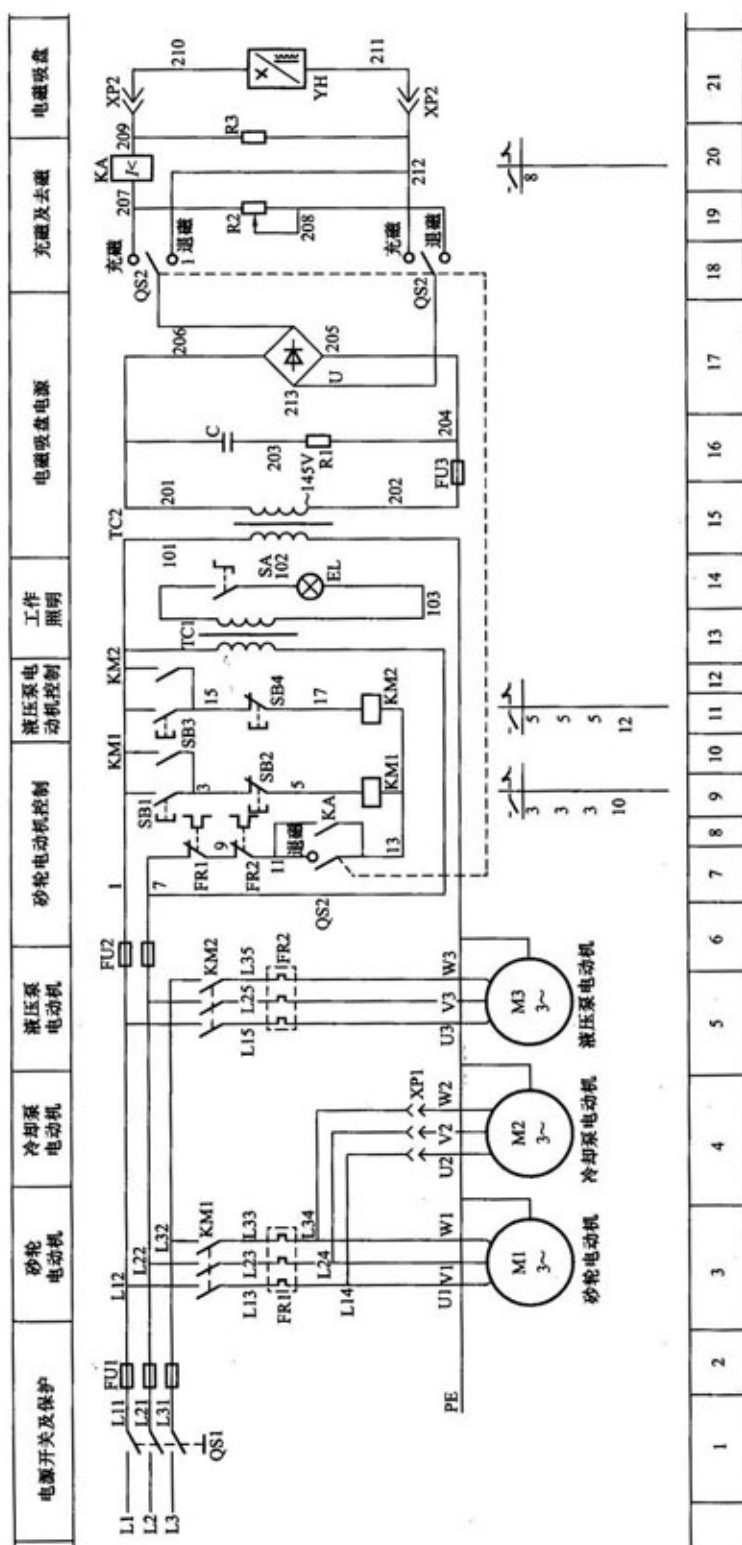 电源开关及保护
砂轮
电动机
冷却泵
电动机
液压泵
电动机
砂轮电动机控制
液压泵电
动机控制
工作
照明
电磁吸盘电源
充磁及去磁
电磁吸盘
L1
L2
L3
QS1
L11
L21
L31
FU1
L12
L22
L32
KM1
L13
L23
L33
FR1
L14
L24
L34
U1
V1
W1
M1
3~
砂轮电动机
PE
XP1
U2
V2
W2
M2
3~
冷却泵电动机
KM2
L15
L25
L35
FR2
U3
V3
W3
M3
3~
液压泵电动机
FU2
1
7
FR1
9
FR2
11
退磁
QS2
KA
13
SB1
KM1
3
SB2
5
KM1
SB3
KM2
15
SB4
17
KM2
TC1
SA
102
EL
103
TC2
101
201
~145V
202
C
203
R1
FU3
204
206
213
U
205
QS2
充磁
1
退磁
207
KA
I<
R2
208
209
R3
212
充磁
退磁
QS2
XP2
210
YH
211
XP2
3
3
3
10
5
5
5
12
8
1
2
3
4
5
6
7
8
9
10
11
12
13
14
15
16
17
18
19
20
21